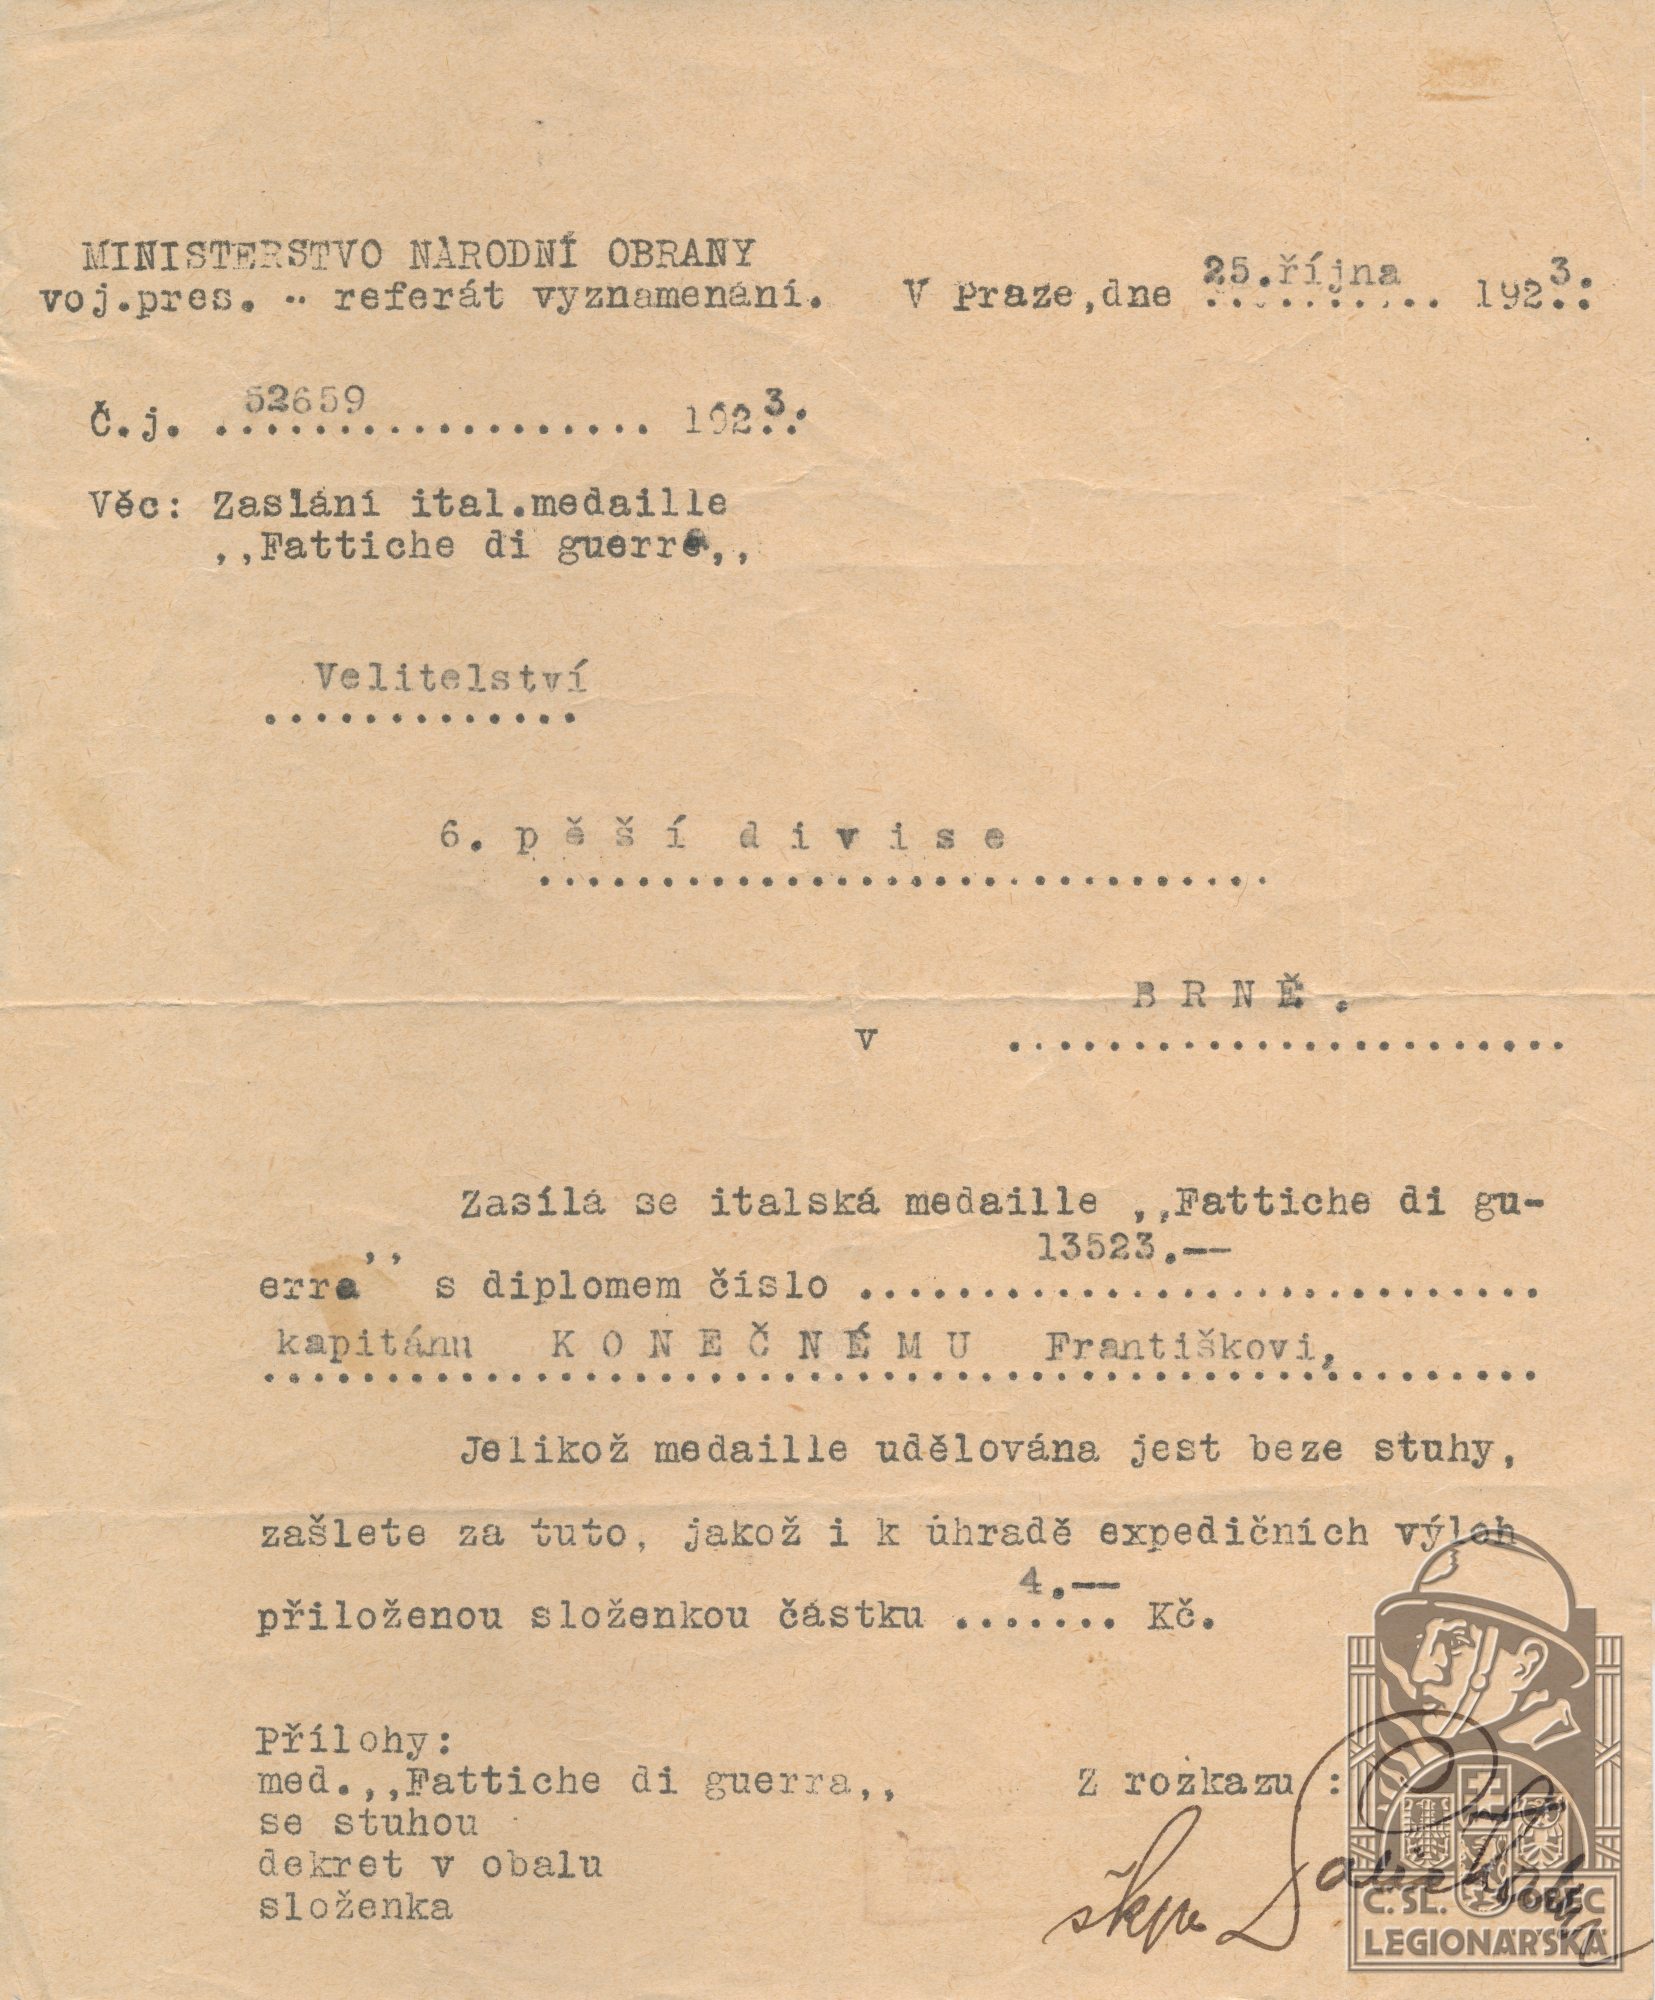 MINISTERSTVO NÁRODNÍ OBRANY
voj.pres. -- referát vyznamenání. V Praze,dne 25.října 1923.
Č.j. 52659 1923.
Věc: Zaslání ital.medaille
,,Fattiche di guerra,,
Velitelství
6. pěší divise
v BRNĚ.
Zasílá se italská medaille ,,Fattiche di gu-
erra,, s diplomem číslo 13523.--
kapitánu KONEČNÉMU Františkovi,
Jelikož medaille udělována jest beze stuhy,
zašlete za tuto, jakož i k úhradě expedičních výloh
přiloženou složenkou částku 4.-- Kč.
Přílohy:
med.,,Fattiche di guerra,, Z rozkazu :
se stuhou
dekret v obalu
složenka
škpt.
Č. SL. OBEC
LEGIONÁŘSKÁ